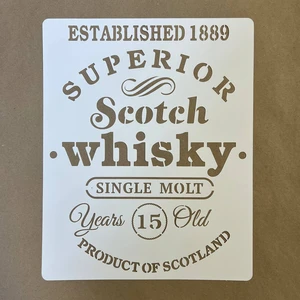 ESTABLISHED 1889
SUPERIOR
Scotch
·whisky·
SINGLE MOLT
Years 15 Old
PRODUCT OF SCOTLAND